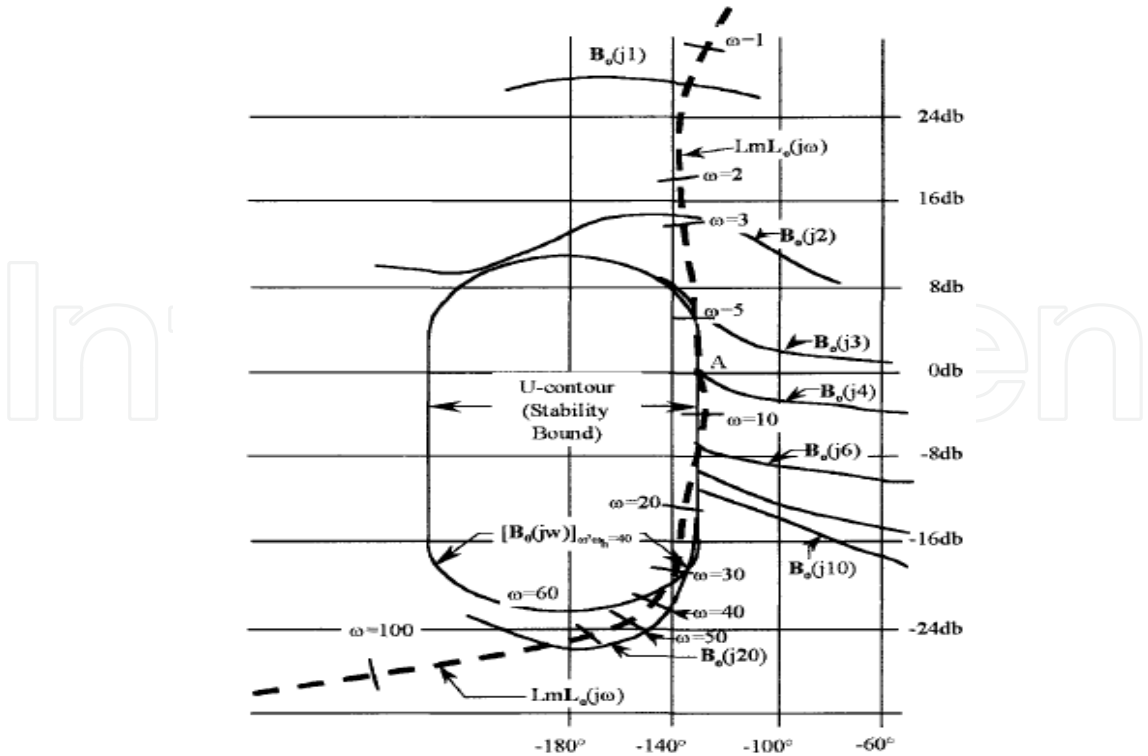 ω=1
B₀(j1)
24db
LmL₀(jω)
ω=2
16db
ω=3
B₀(j2)
8db
ω=5
B₀(j3)
A
0db
U-contour
(Stability
Bound)
B₀(j4)
ω=10
B₀(j6)
-8db
ω=20
[B₀(jw)]ω>ωₕ=40
-16db
B₀(j10)
ω=30
ω=60
ω=40
ω=100
ω=50
-24db
B₀(j20)
LmL₀(jω)
-180°
-140°
-100°
-60°